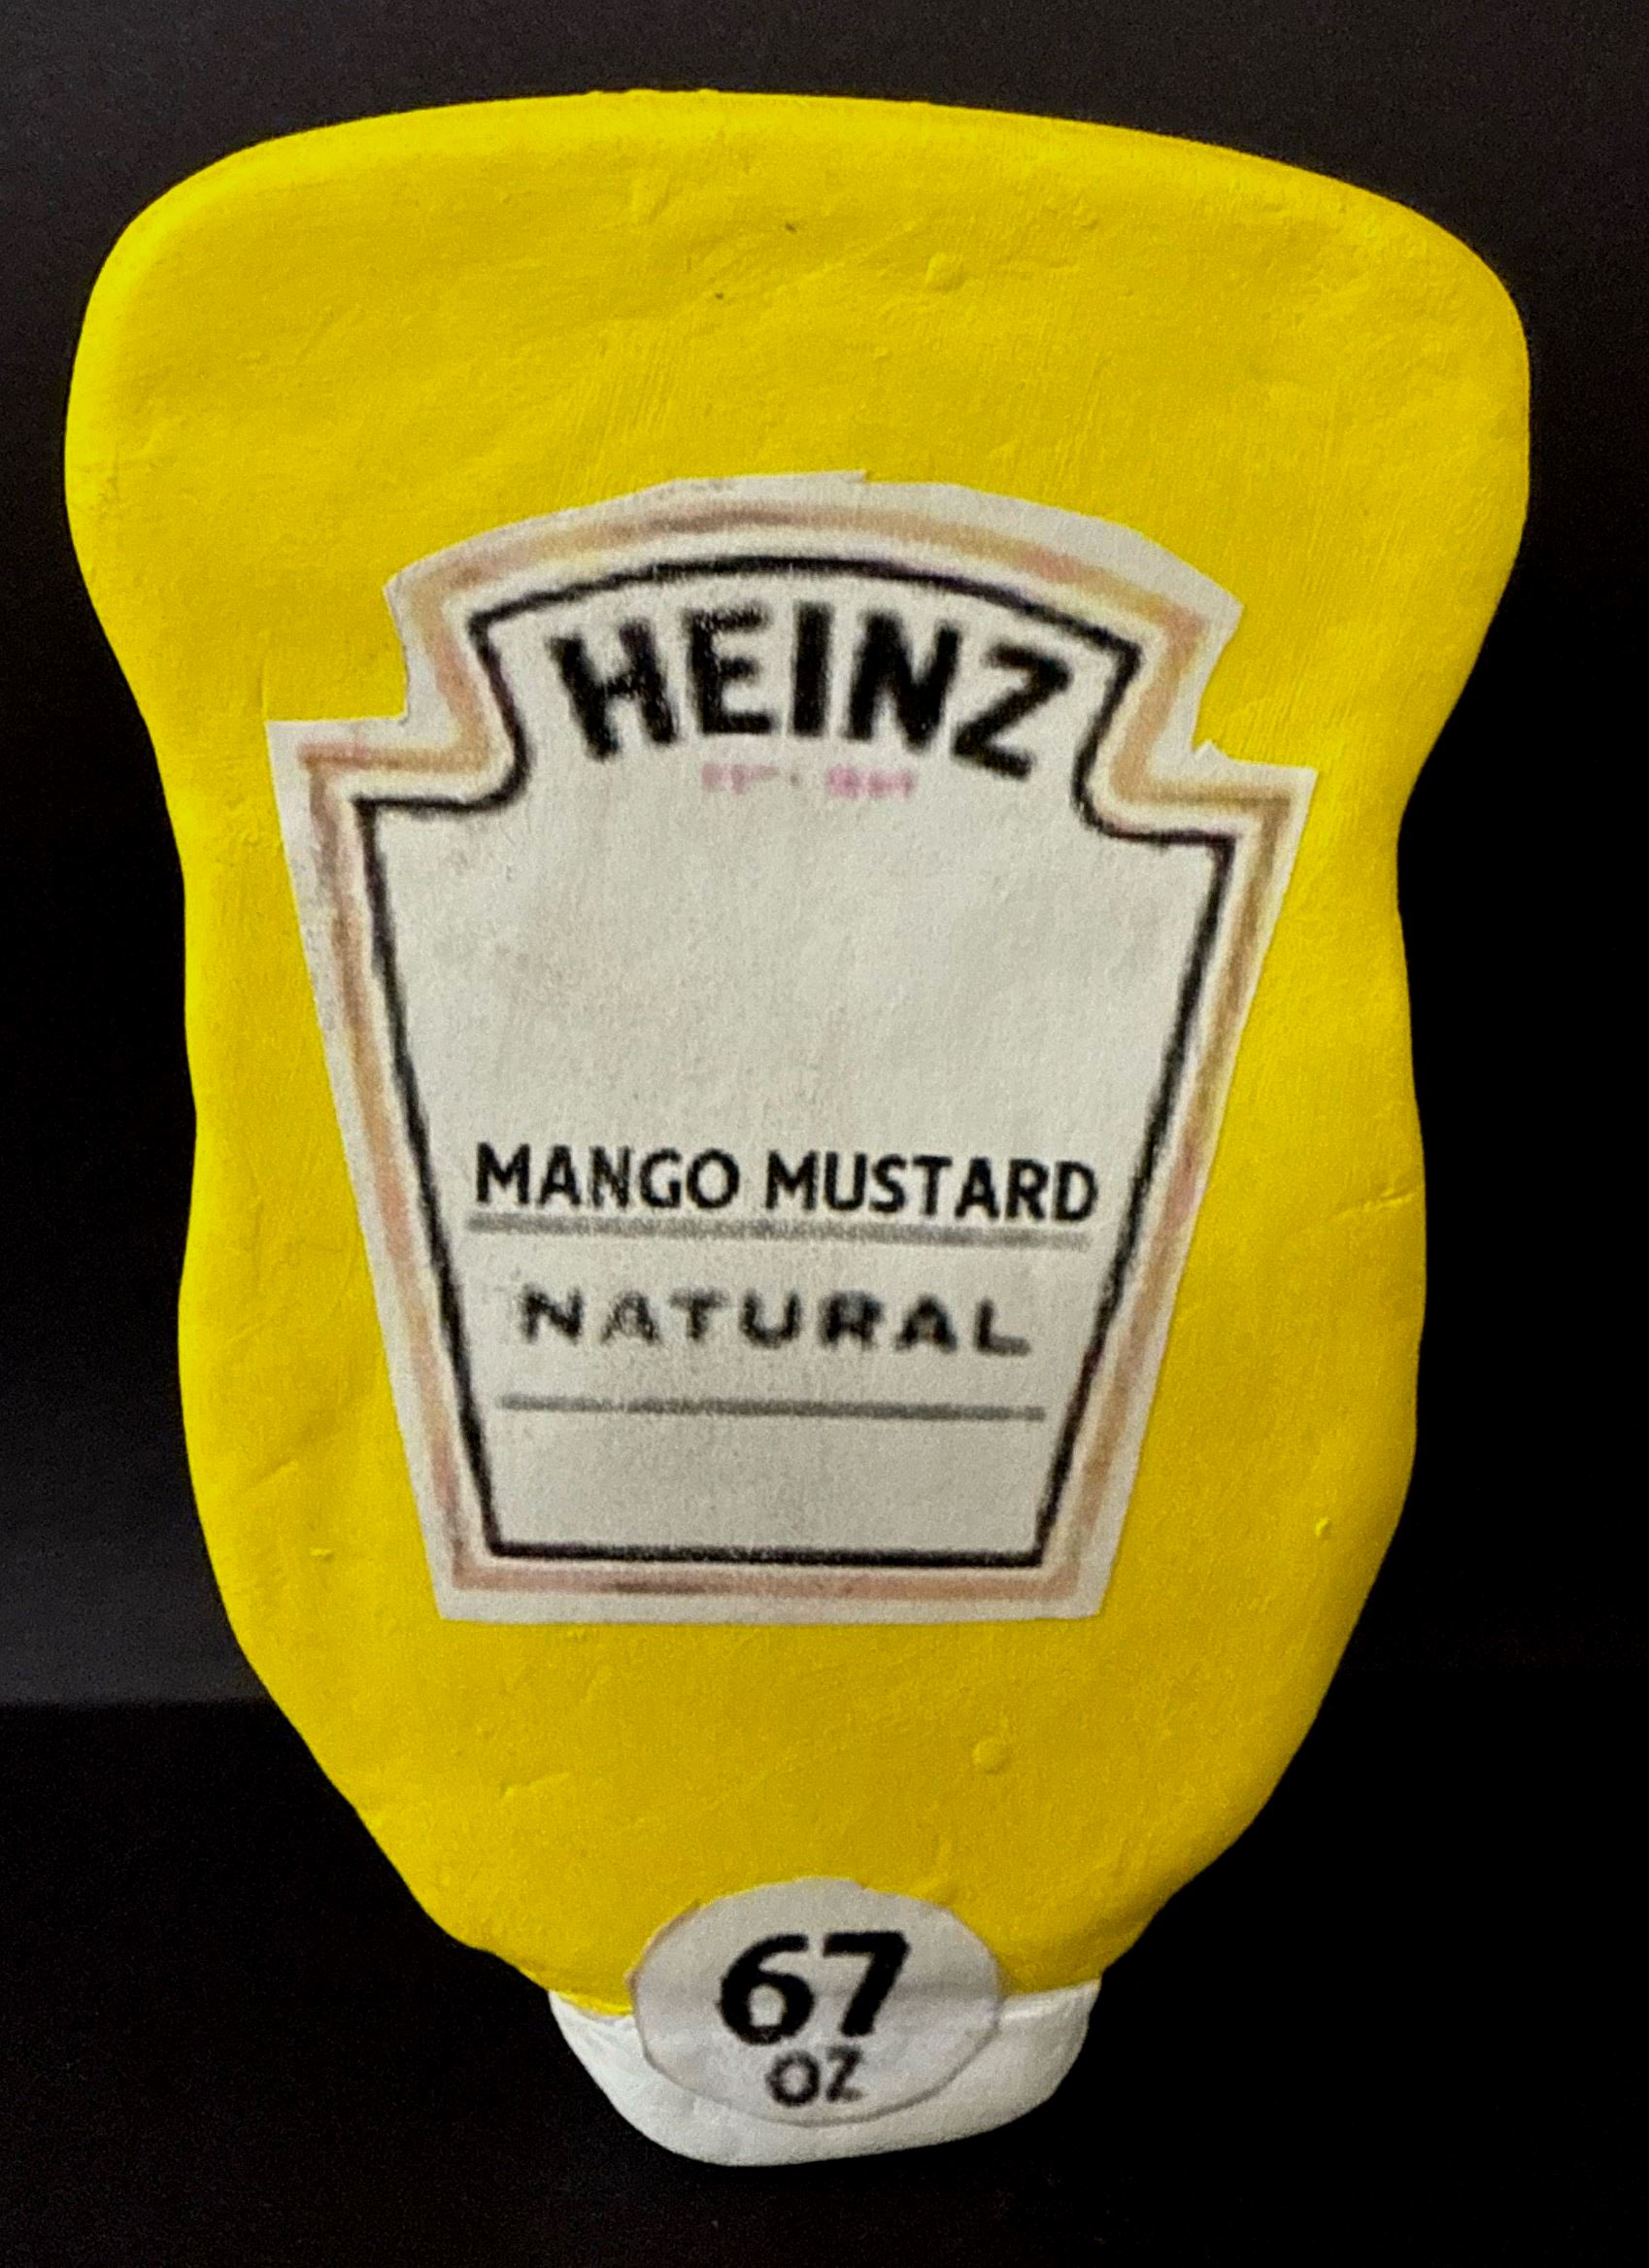 HEINZ
MANGO MUSTARD
NATURAL
67
OZ